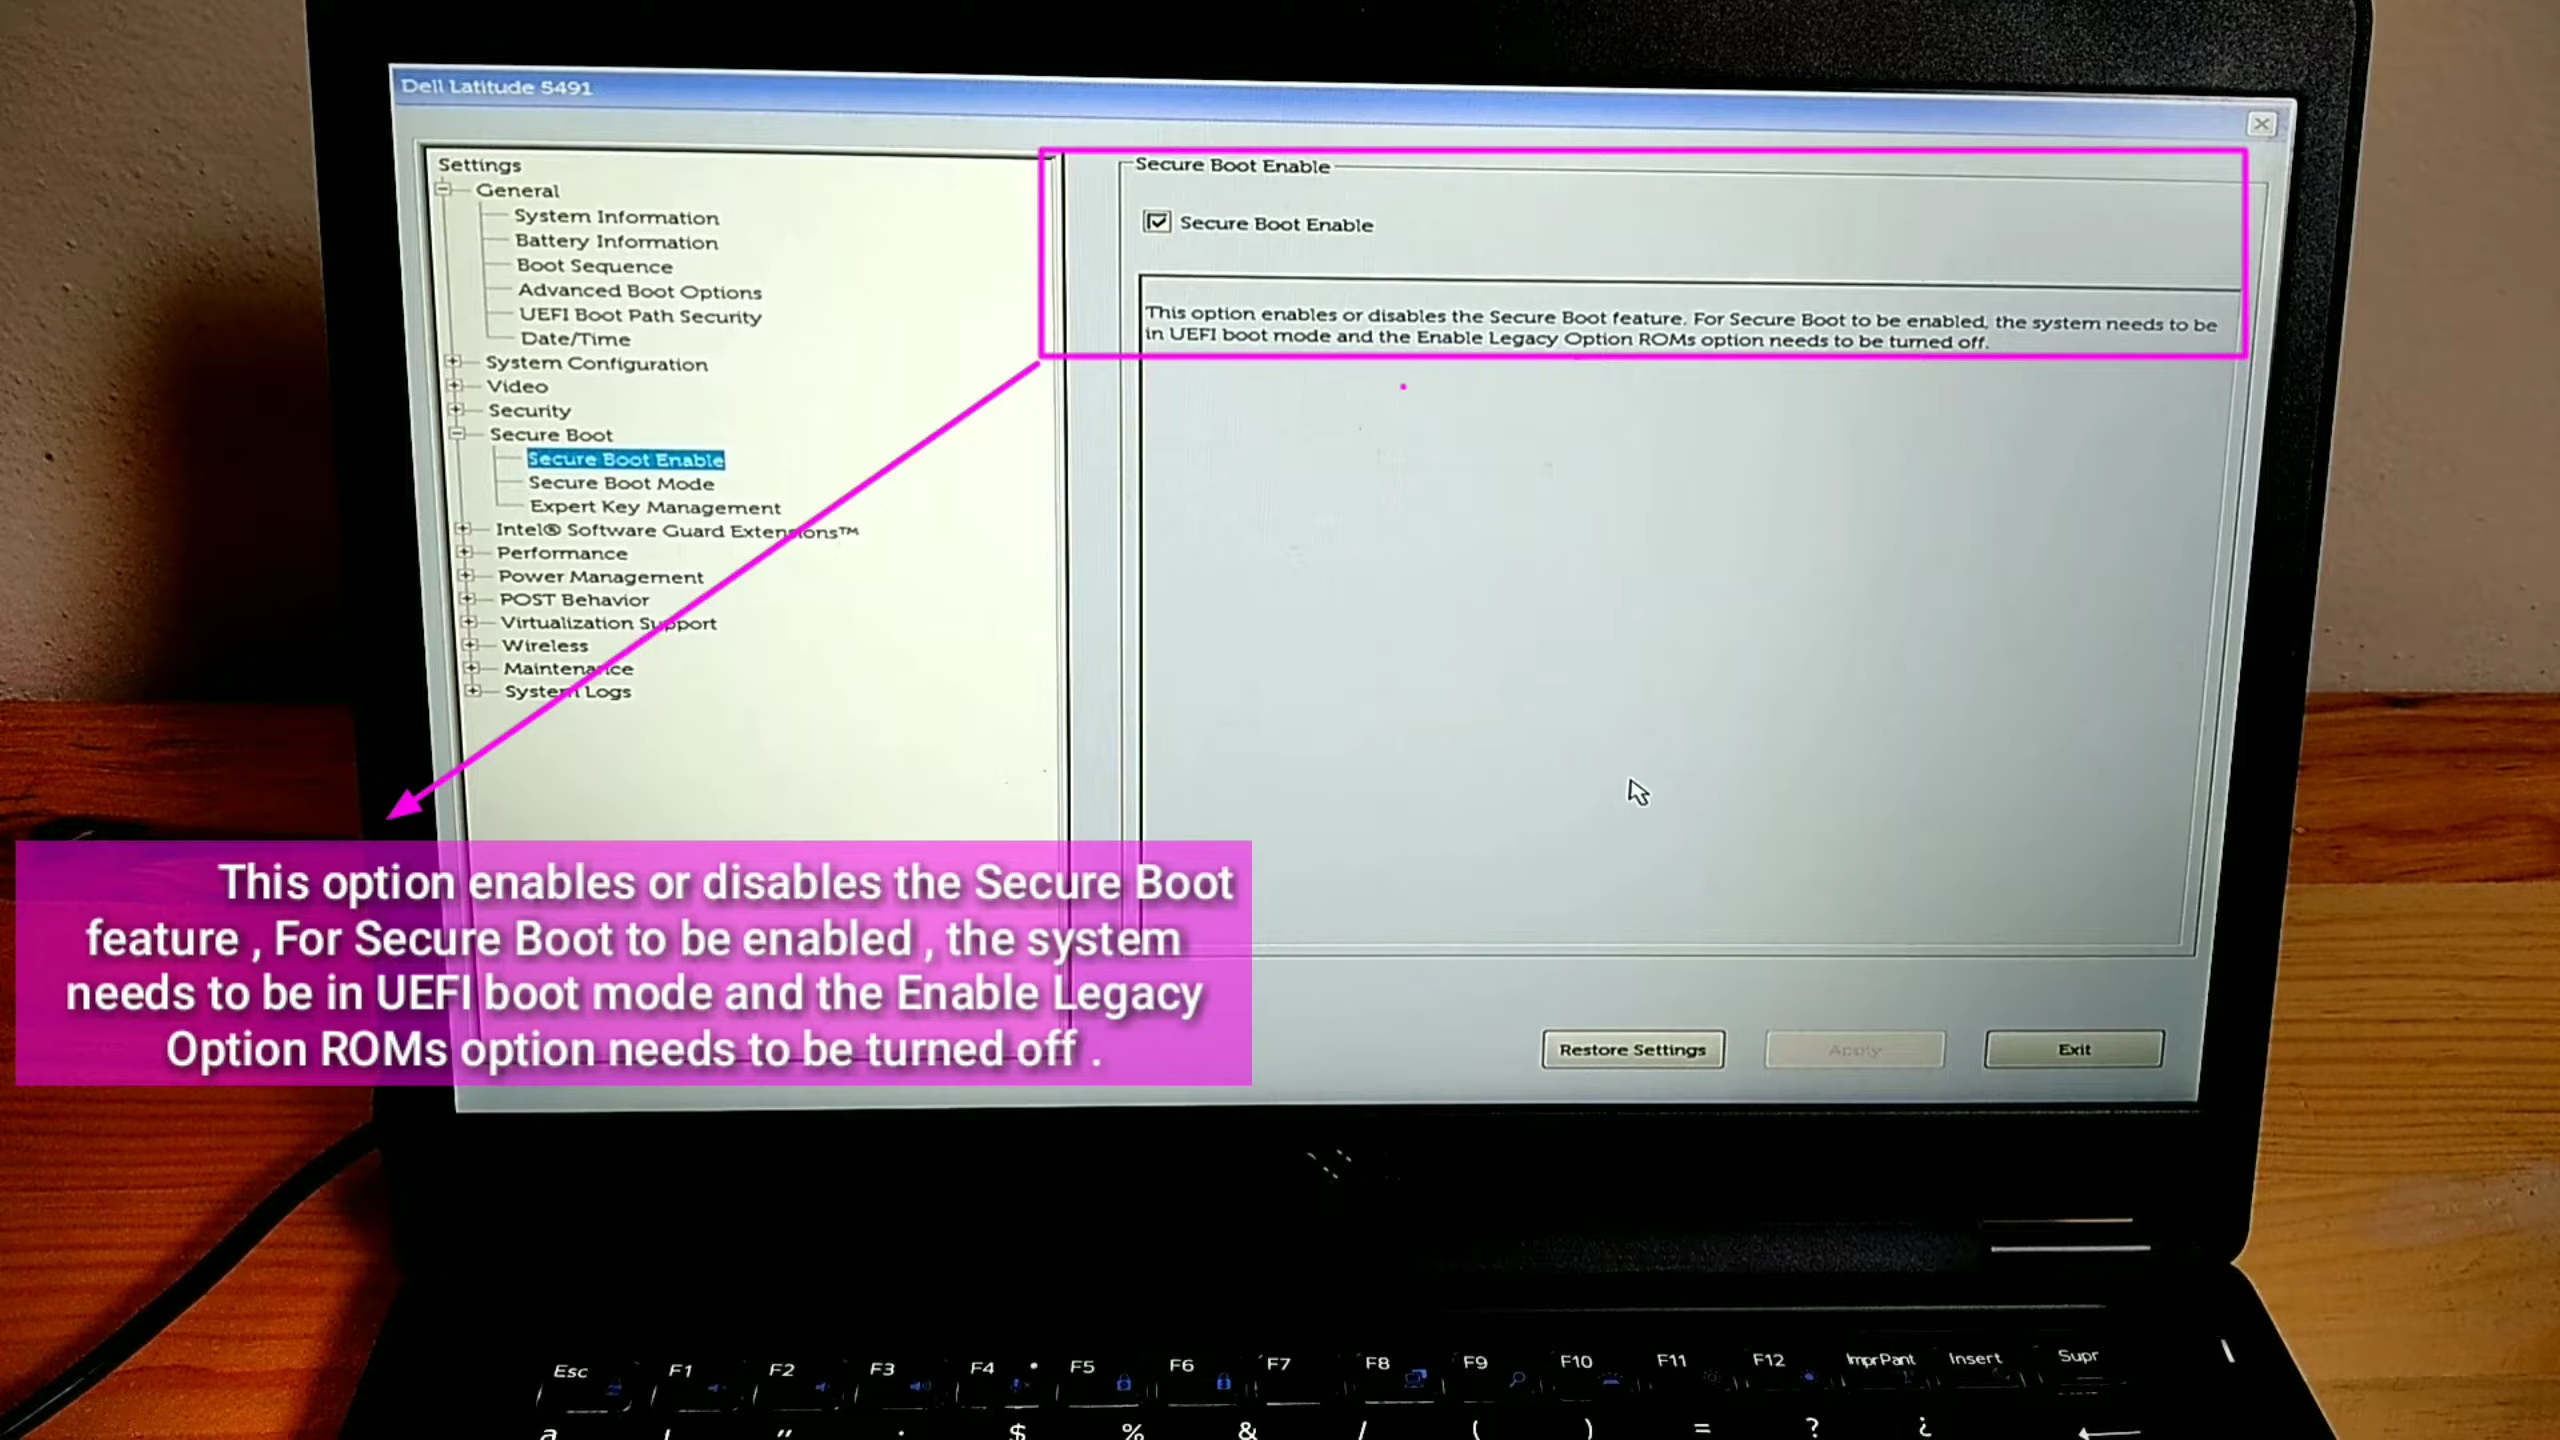 Dell Latitude 5491
Settings
General
System Information
Battery Information
Boot Sequence
Advanced Boot Options
UEFI Boot Path Security
Date/Time
System Configuration
Video
Security
Secure Boot
Secure Boot Enable
Secure Boot Mode
Expert Key Management
Intel® Software Guard Extensions™
Performance
Power Management
POST Behavior
Virtualization Support
Wireless
Maintenance
System Logs
Secure Boot Enable
Secure Boot Enable
This option enables or disables the Secure Boot feature. For Secure Boot to be enabled, the system needs to be
in UEFI boot mode and the Enable Legacy Option ROMs option needs to be turned off.
Restore Settings Apply Exit
This option enables or disables the Secure Boot
feature , For Secure Boot to be enabled , the system
needs to be in UEFI boot mode and the Enable Legacy
Option ROMs option needs to be turned off .
Esc F1 F2 F3 F4 F5 F6 F7 F8 F9 F10 F11 F12 ImprPant Insert Supr
$ % & / ( ) = ? ¿